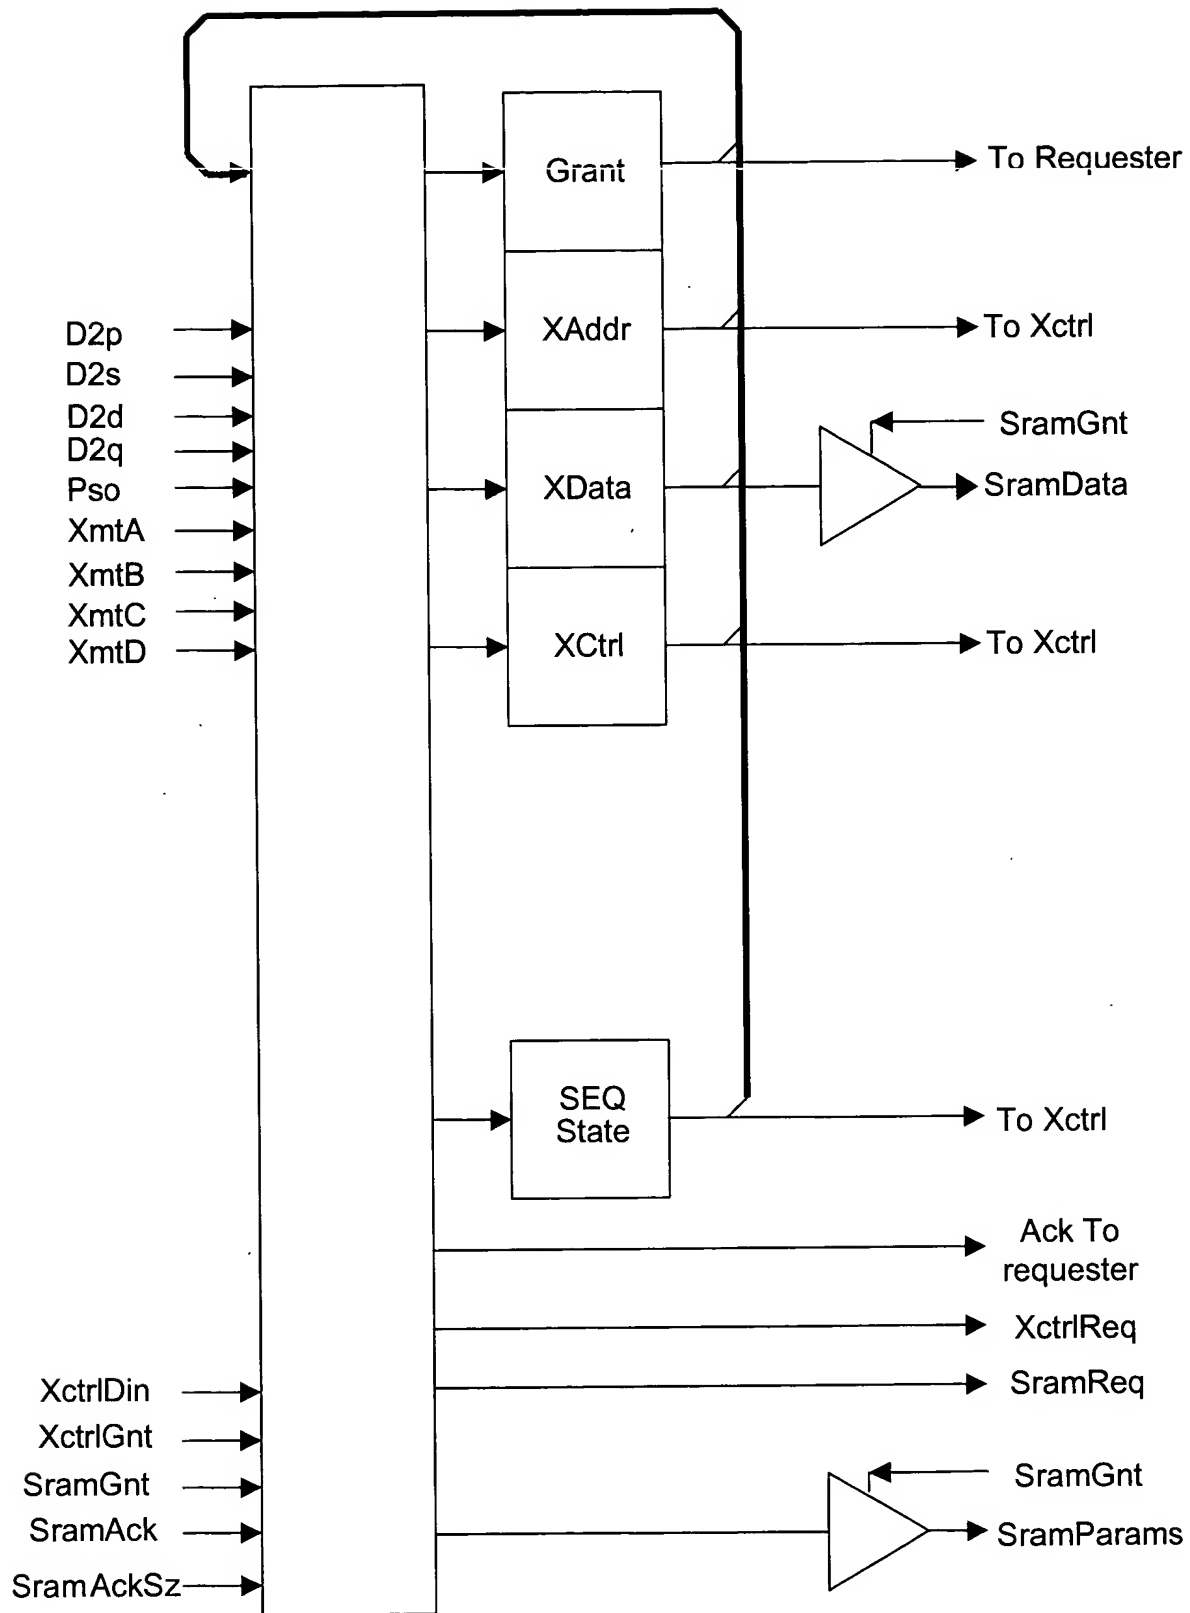 Grant
To Requester
D2p
XAddr
To Xctrl
D2s
D2d
SramGnt
D2q
Pso
XData
SramData
XmtA
XmtB
XmtC
XmtD
XCtrl
To Xctrl
SEQ
State
To Xctrl
Ack To
requester
XctrlReq
XctrlDin
SramReq
XctrlGnt
SramGnt
SramGnt
SramAck
SramParams
SramAckSz